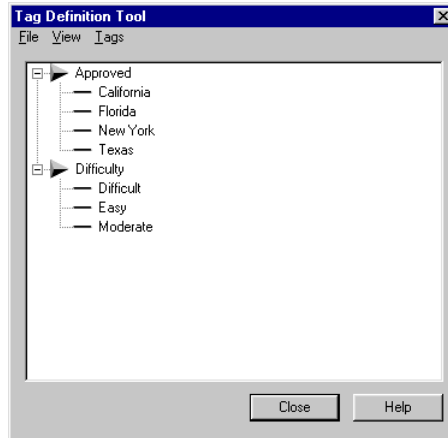 Tag Definition Tool
File View Tags
Approved
California
Florida
New York
Texas
Difficulty
Difficult
Easy
Moderate
Close Help